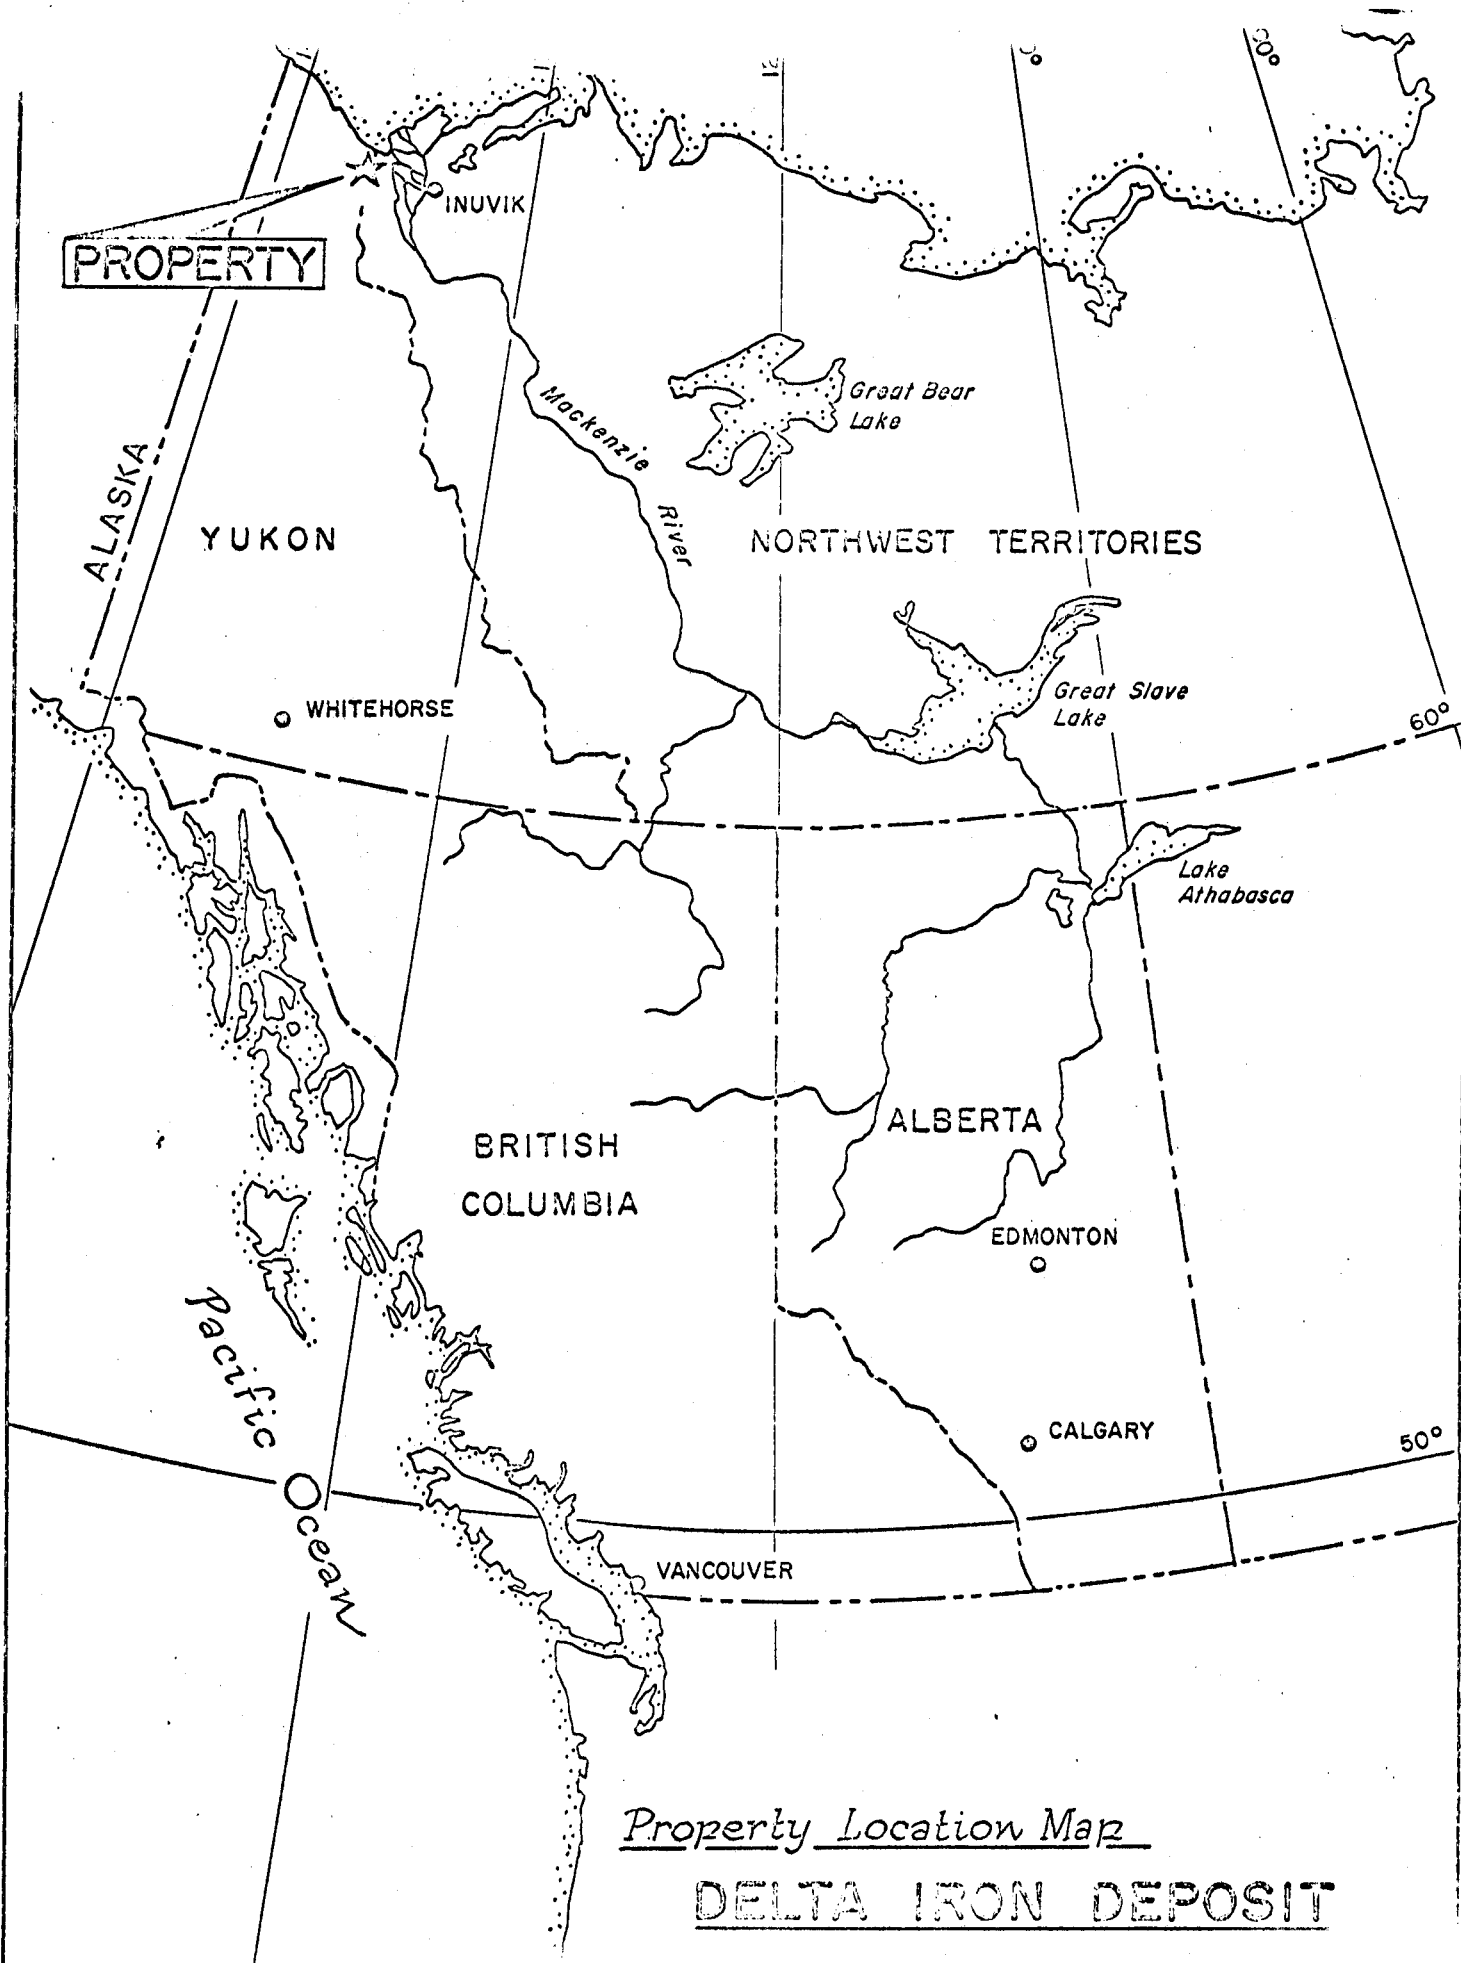 INUVIK
PROPERTY
Great Bear
Lake
Mackenzie
River
ALASKA
YUKON
NORTHWEST TERRITORIES
Great Slave
Lake
WHITEHORSE
60°
Lake
Athabasca
ALBERTA
BRITISH
COLUMBIA
EDMONTON
Pacific
Ocean
CALGARY
50°
VANCOUVER
Property Location Map
DELTA IRON DEPOSIT